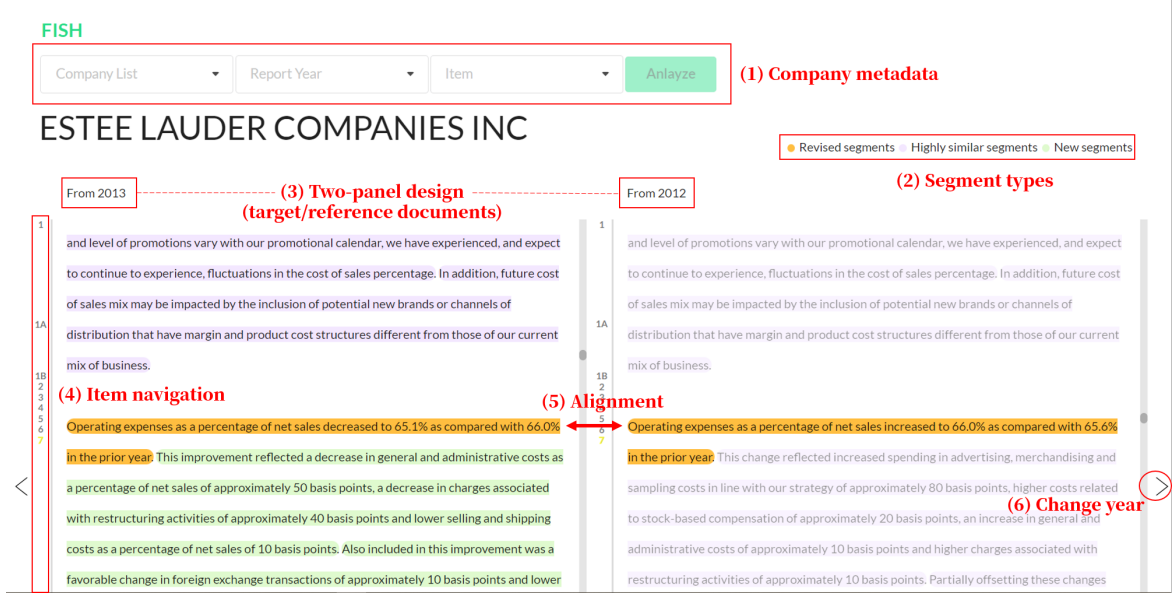 FISH
Company List
Report Year
Item
Anlayze
(1) Company metadata
ESTEE LAUDER COMPANIES INC
Revised segments
Highly similar segments
New segments
(2) Segment types
From 2013
(3) Two-panel design
(target/reference documents)
From 2012
1
and level of promotions vary with our promotional calendar, we have experienced, and expect
to continue to experience, fluctuations in the cost of sales percentage. In addition, future cost
of sales mix may be impacted by the inclusion of potential new brands or channels of
1A
distribution that have margin and product cost structures different from those of our current
mix of business.
1B
2
3
4
5
6
7
(4) Item navigation
Operating expenses as a percentage of net sales decreased to 65.1% as compared with 66.0%
in the prior year. This improvement reflected a decrease in general and administrative costs as
a percentage of net sales of approximately 50 basis points, a decrease in charges associated
with restructuring activities of approximately 40 basis points and lower selling and shipping
costs as a percentage of net sales of 10 basis points. Also included in this improvement was a
favorable change in foreign exchange transactions of approximately 10 basis points and lower
(5) Alignment
1
and level of promotions vary with our promotional calendar, we have experienced, and expect
to continue to experience, fluctuations in the cost of sales percentage. In addition, future cost
of sales mix may be impacted by the inclusion of potential new brands or channels of
1A
distribution that have margin and product cost structures different from those of our current
mix of business.
1B
2
5
6
7
Operating expenses as a percentage of net sales increased to 66.0% as compared with 65.6%
in the prior year. This change reflected increased spending in advertising, merchandising and
sampling costs in line with our strategy of approximately 80 basis points, higher costs related
to stock-based compensation of approximately 20 basis points, an increase in general and
administrative costs of approximately 10 basis points and higher charges associated with
restructuring activities of approximately 10 basis points. Partially offsetting these changes
(6) Change year